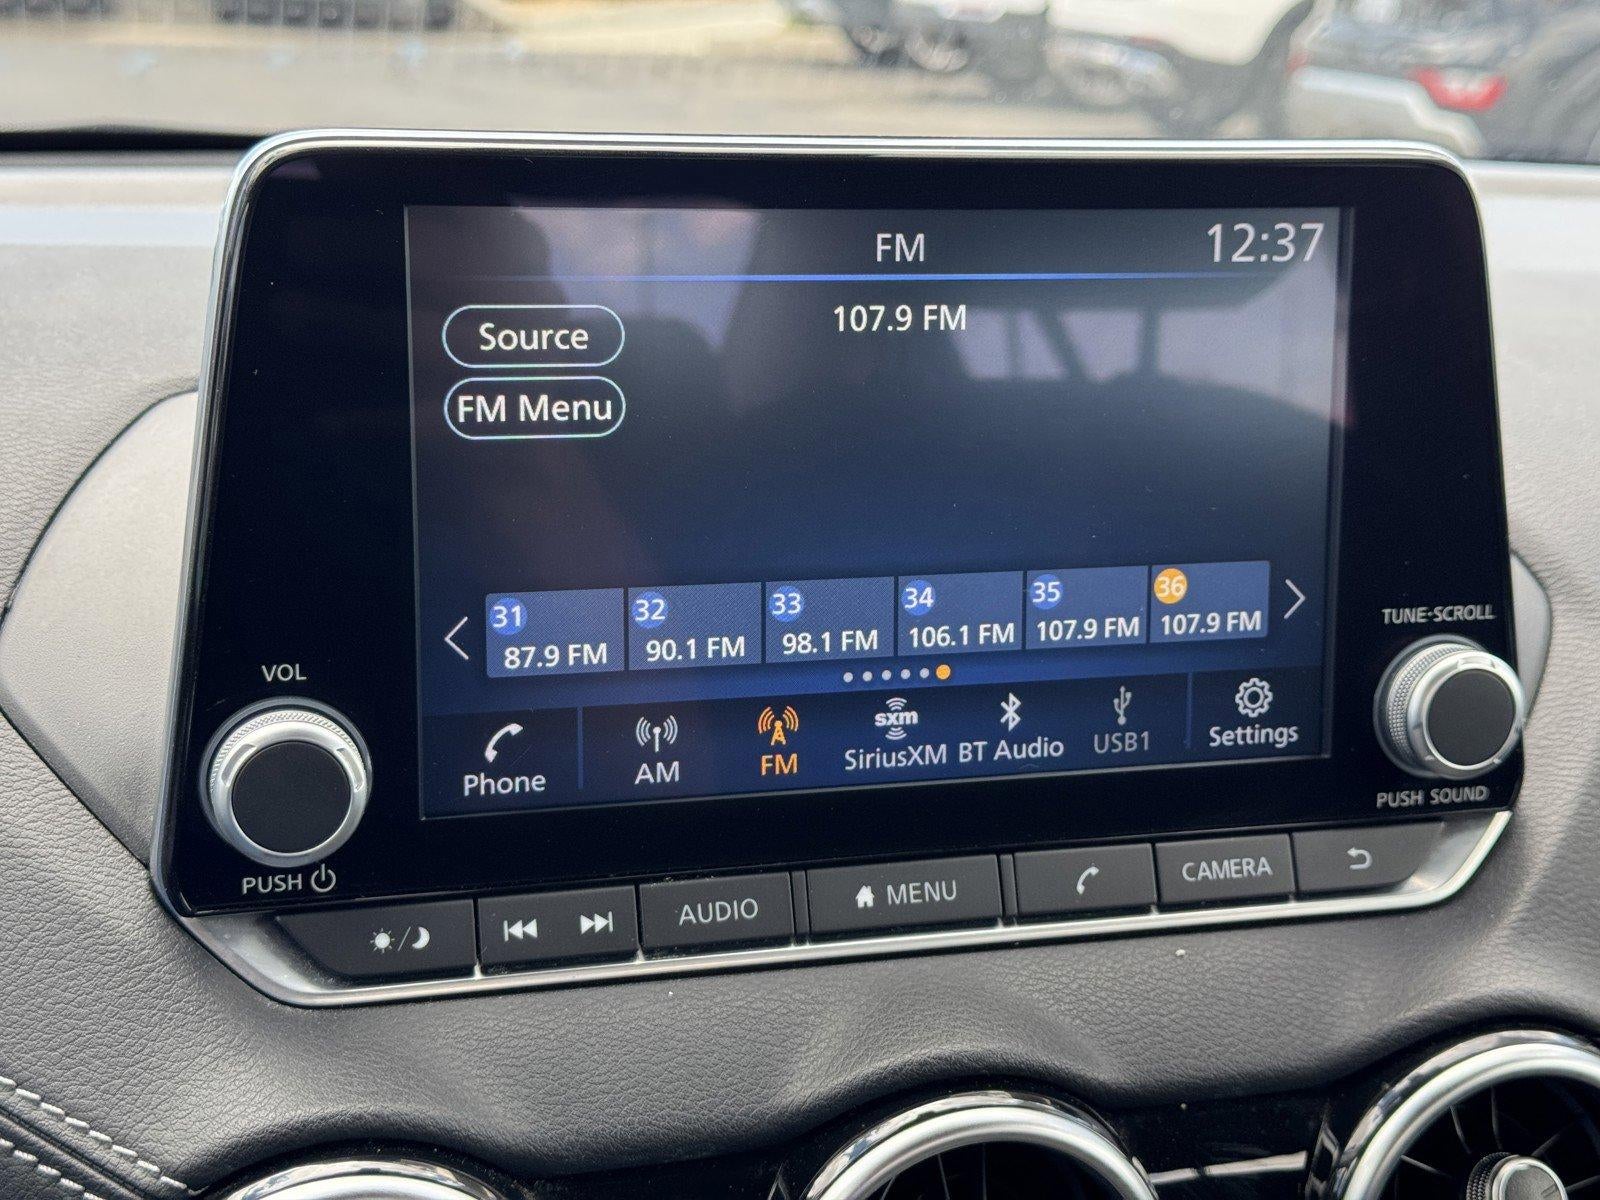 FM
12:37
Source
107.9 FM
FM Menu
31
87.9 FM
32
90.1 FM
33
98.1 FM
34
106.1 FM
35
107.9 FM
36
107.9 FM
Phone
AM
FM
sxm
SiriusXM
BT Audio
USB1
Settings
VOL
PUSH
TUNE·SCROLL
PUSH SOUND
AUDIO
MENU
CAMERA